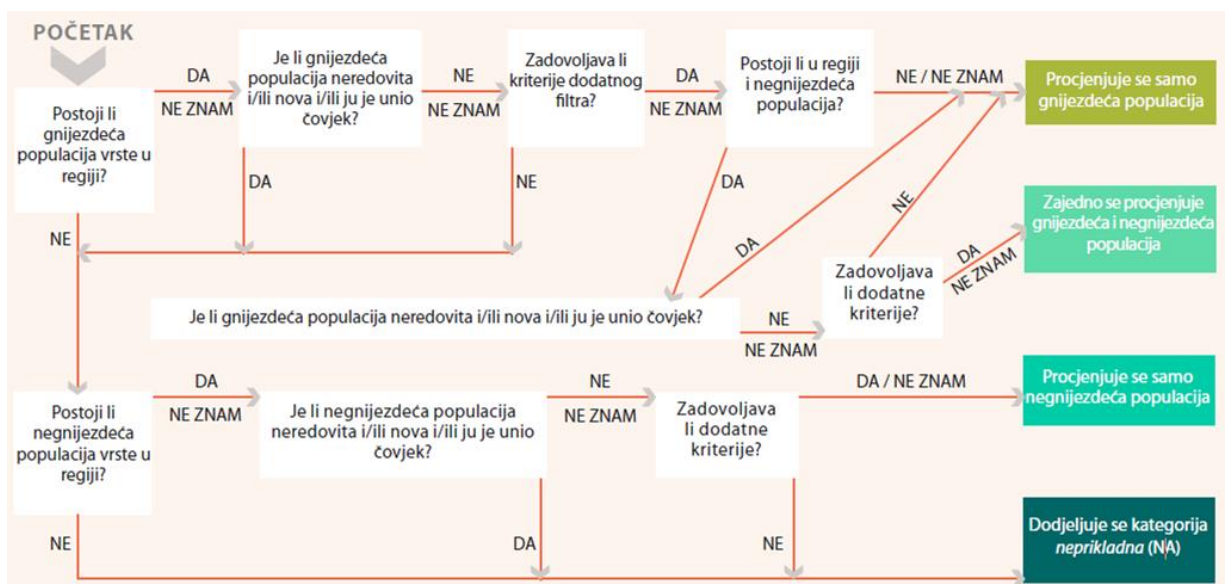 POČETAK
Postoji li
gnijezdeća
populacija vrste u
regiji?
DA
NE ZNAM
Je li gnijezdeća
populacija neredovita
i/ili nova i/ili ju je unio
čovjek?
NE
NE ZNAM
Zadovoljava li
kriterije dodatnog
filtra?
DA
NE ZNAM
Postoji li u regiji
i negnijezdeća
populacija?
NE / NE ZNAM
Procjenjuje se samo
gnijezdeća populacija
NE
DA
NE
DA
DA
NE
Zajedno se procjenjuje
gnijezdeća i negnijezdeća
populacija
Je li gnijezdeća populacija neredovita i/ili nova i/ili ju je unio čovjek?
NE
NE ZNAM
Zadovoljava
li dodatne
kriterije?
DA
NE ZNAM
Postoji li
negnijezdeća
populacija vrste u
regiji?
DA
NE ZNAM
Je li negnijezdeća populacija
neredovita i/ili nova i/ili ju je unio
čovjek?
NE
NE ZNAM
Zadovoljava
li dodatne
kriterije?
DA / NE ZNAM
Procjenjuje se samo
negnijezdeća populacija
NE
DA
NE
Dodjeljuje se kategorija
neprikladna (NA)